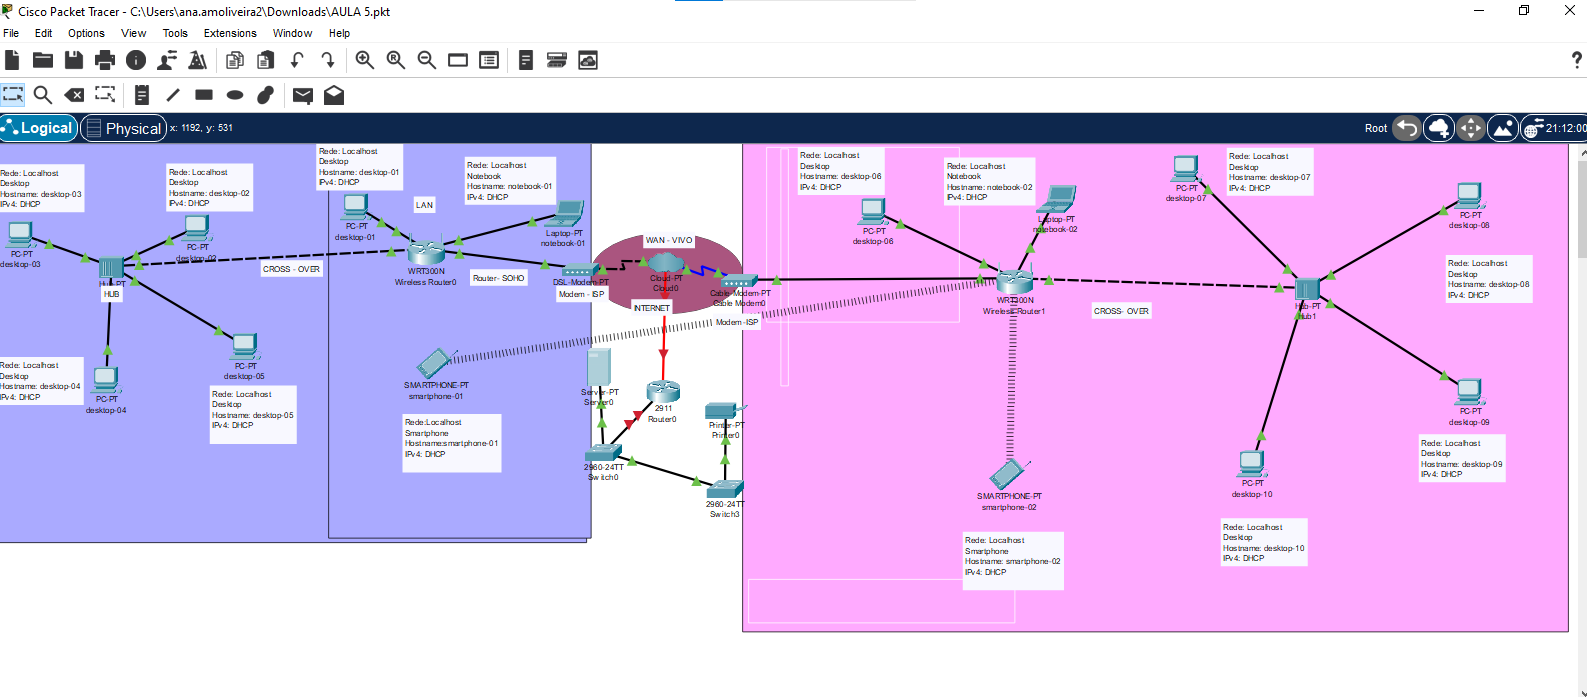 Cisco Packet Tracer - C:\Users\ana.amoliveira2\Downloads\AULA 5.pkt
File Edit Options View Tools Extensions Window Help
?
Logical Physical x: 1192, y: 531 Root 21:12:00
Rede: Localhost
Desktop
Hostname: desktop-03
IPv4: DHCP
Rede: Localhost
Desktop
Hostname: desktop-02
IPv4: DHCP
Rede: Localhost
Desktop
Hostname: desktop-01
IPv4: DHCP
Rede: Localhost
Notebook
Hostname: notebook-01
IPv4: DHCP
LAN
PC-PT
desktop-03
PC-PT
desktop-02
PC-PT
desktop-01
Laptop-PT
notebook-01
Hub-PT
HUB
CROSS - OVER
WRT300N
Wireless Router0
Router- SOHO
DSL-Modem-PT
Modem - ISP
WAN - VIVO
Cloud-PT
Cloud0
INTERNET
Cable-Modem-PT
Cable Modem0
Modem-ISP
Rede: Localhost
Desktop
Hostname: desktop-04
IPv4: DHCP
PC-PT
desktop-04
PC-PT
desktop-05
Rede: Localhost
Desktop
Hostname: desktop-05
IPv4: DHCP
SMARTPHONE-PT
smartphone-01
Rede:Localhost
Smartphone
Hostname:smartphone-01
IPv4: DHCP
Server-PT
Server0
2911
Router0
Printer-PT
Printer0
2960-24TT
Switch0
2960-24TT
Switch3
Rede: Localhost
Desktop
Hostname: desktop-06
IPv4: DHCP
Rede: Localhost
Notebook
Hostname: notebook-02
IPv4: DHCP
PC-PT
desktop-06
Laptop-PT
notebook-02
WRT300N
Wireless Router1
CROSS- OVER
PC-PT
desktop-07
Rede: Localhost
Desktop
Hostname: desktop-07
IPv4: DHCP
PC-PT
desktop-08
Rede: Localhost
Desktop
Hostname: desktop-08
IPv4: DHCP
Hub-PT
Hub1
PC-PT
desktop-09
Rede: Localhost
Desktop
Hostname: desktop-09
IPv4: DHCP
PC-PT
desktop-10
Rede: Localhost
Desktop
Hostname: desktop-10
IPv4: DHCP
SMARTPHONE-PT
smartphone-02
Rede: Localhost
Smartphone
Hostname: smartphone-02
IPv4: DHCP